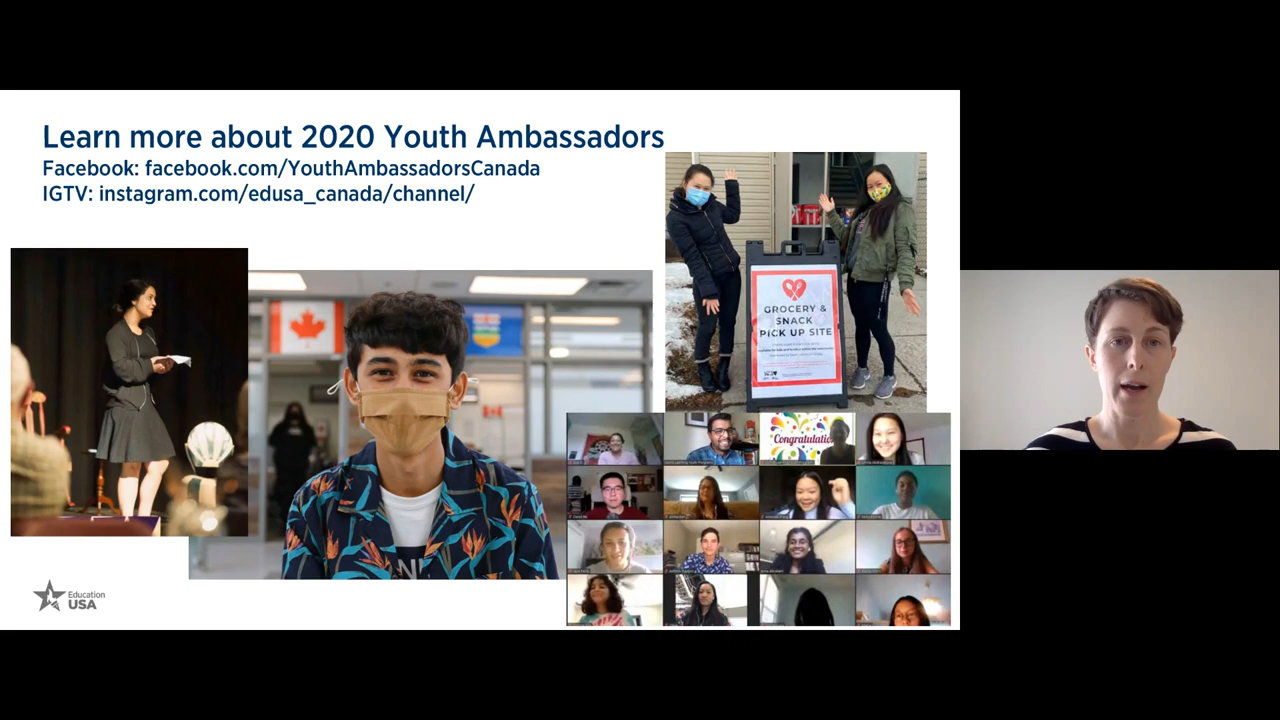 Learn more about 2020 Youth Ambassadors
Facebook: facebook.com/YouthAmbassadorsCanada
IGTV: instagram.com/edusa_canada/channel/
GROCERY &
SNACK
PICK UP SITE
Education
USA